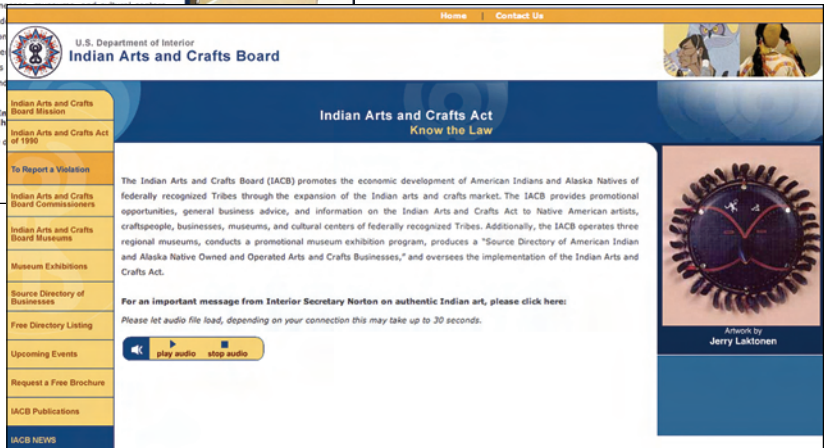 Home | Contact Us
U.S. Department of Interior
Indian Arts and Crafts Board
Indian Arts and Crafts
Board Mission
Indian Arts and Crafts Act
of 1990
To Report a Violation
Indian Arts and Crafts
Board Commissioners
Indian Arts and Crafts
Board Museums
Museum Exhibitions
Source Directory of
Businesses
Free Directory Listing
Upcoming Events
Request a Free Brochure
IACB Publications
IACB NEWS
Indian Arts and Crafts Act
Know the Law
The Indian Arts and Crafts Board (IACB) promotes the economic development of American Indians and Alaska Natives of
federally recognized Tribes through the expansion of the Indian arts and crafts market. The IACB provides promotional
opportunities, general business advice, and information on the Indian Arts and Crafts Act to Native American artists,
craftspeople, businesses, museums, and cultural centers of federally recognized Tribes. Additionally, the IACB operates three
regional museums, conducts a promotional museum exhibition program, produces a "Source Directory of American Indian
and Alaska Native Owned and Operated Arts and Crafts Businesses," and oversees the implementation of the Indian Arts and
Crafts Act.
For an important message from Interior Secretary Norton on authentic Indian art, please click here:
Please let audio file load, depending on your connection this may take up to 30 seconds.
play audio stop audio
Artwork by
Jerry Laktonen